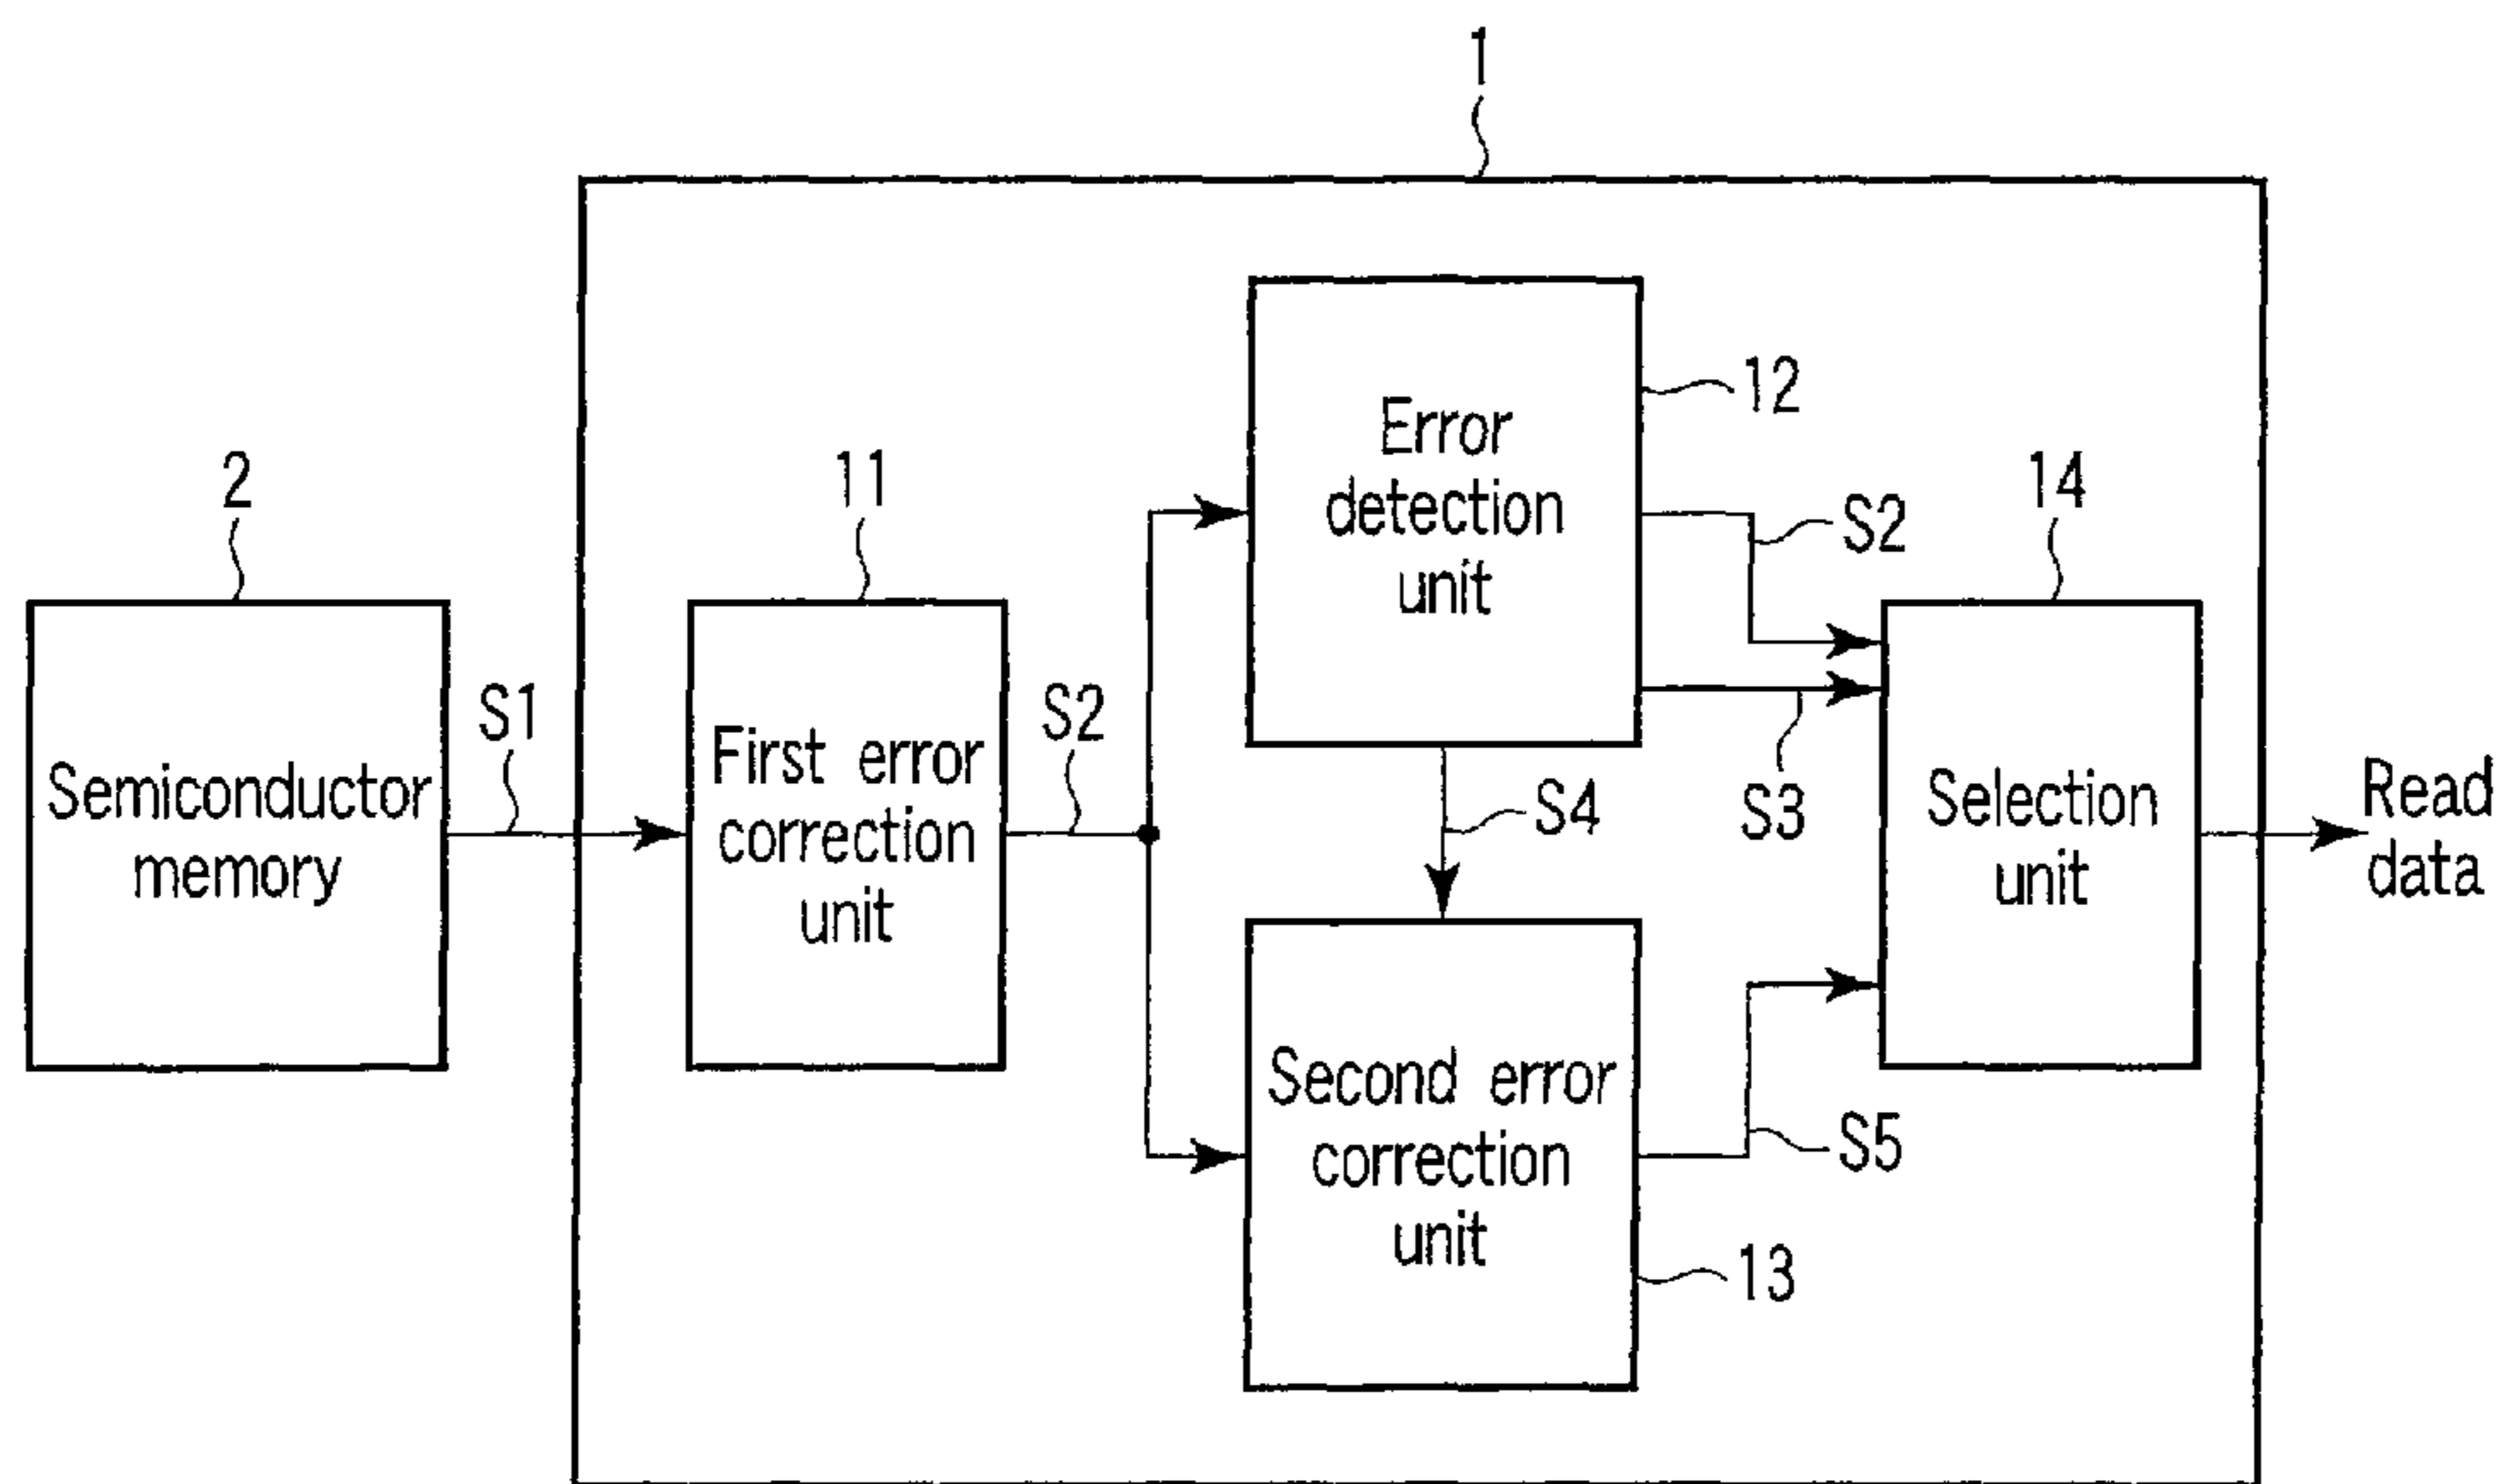 1
2
Semiconductor
memory
S1
11
First error
correction
unit
S2
Error
detection
unit
12
S2
S3
S4
Second error
correction
unit
13
S5
14
Selection
unit
Read
data